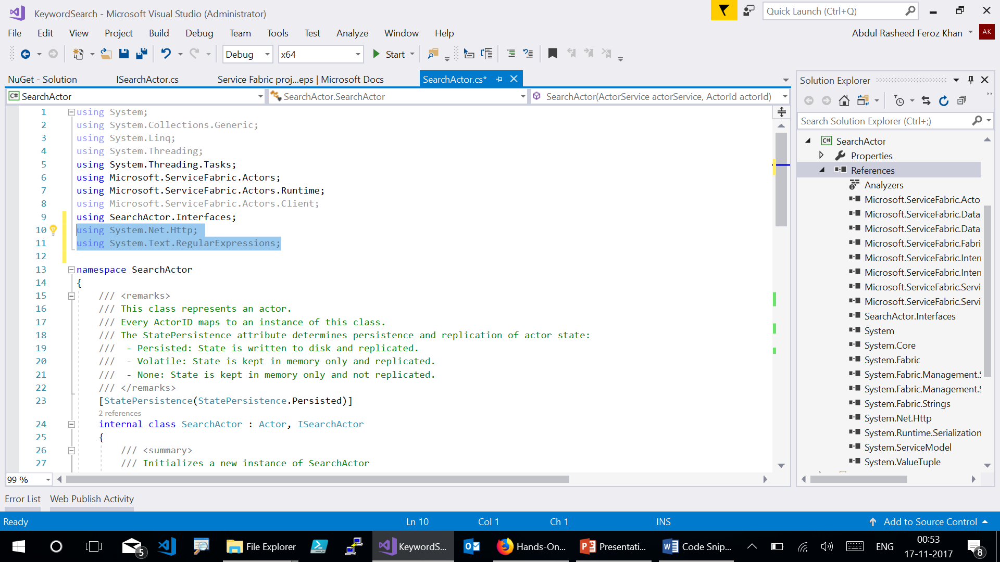 KeywordSearch - Microsoft Visual Studio (Administrator)
Quick Launch (Ctrl+Q)
File Edit View Project Build Debug Team Tools Test Analyze Window Help
Abdul Rasheed Feroz Khan AK
Debug x64 Start
NuGet - Solution ISearchActor.cs Service Fabric proj...eps | Microsoft Docs SearchActor.cs*
C# SearchActor SearchActor.SearchActor SearchActor(ActorService actorService, ActorId actorId)
1 using System;
2 using System.Collections.Generic;
3 using System.Linq;
4 using System.Threading;
5 using System.Threading.Tasks;
6 using Microsoft.ServiceFabric.Actors;
7 using Microsoft.ServiceFabric.Actors.Runtime;
8 using Microsoft.ServiceFabric.Actors.Client;
9 using SearchActor.Interfaces;
10 using System.Net.Http;
11 using System.Text.RegularExpressions;
12
13 namespace SearchActor
14 {
15 /// <remarks>
16 /// This class represents an actor.
17 /// Every ActorID maps to an instance of this class.
18 /// The StatePersistence attribute determines persistence and replication of actor state:
19 ///  - Persisted: State is written to disk and replicated.
20 ///  - Volatile: State is kept in memory only and replicated.
21 ///  - None: State is kept in memory only and not replicated.
22 /// </remarks>
23 [StatePersistence(StatePersistence.Persisted)]
2 references
24 internal class SearchActor : Actor, ISearchActor
25 {
26 /// <summary>
27 /// Initializes a new instance of SearchActor
99 %
Solution Explorer
Search Solution Explorer (Ctrl+;)
C# SearchActor
Properties
References
Analyzers
Microsoft.ServiceFabric.Acto
Microsoft.ServiceFabric.Data
Microsoft.ServiceFabric.Data
Microsoft.ServiceFabric.Fabri
Microsoft.ServiceFabric.Inter
Microsoft.ServiceFabric.Inter
Microsoft.ServiceFabric.Servi
Microsoft.ServiceFabric.Servi
SearchActor.Interfaces
System
System.Core
System.Fabric
System.Fabric.Management.S
System.Fabric.Management.S
System.Fabric.Strings
System.Net.Http
System.Runtime.Serialization
System.ServiceModel
System.ValueTuple
Error List Web Publish Activity
Ready Ln 10 Col 1 Ch 1 INS Add to Source Control
5 File Explorer KeywordS... Hands-On... Presentati... Code Snip... ENG 00:53
17-11-2017 8